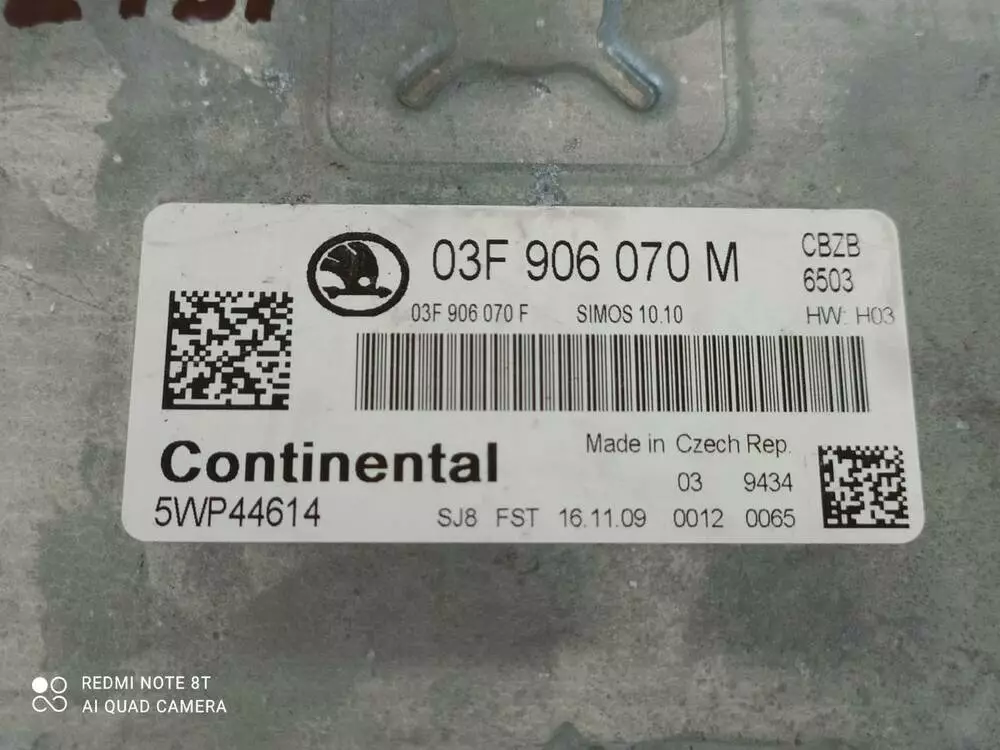 03F 906 070 M
CBZB
6503
03F 906 070 F SIMOS 10.10 HW: H03
Continental
Made in Czech Rep.
03 9434
5WP44614
SJ8 FST 16.11.09 0012 0065
REDMI NOTE 8T
AI QUAD CAMERA